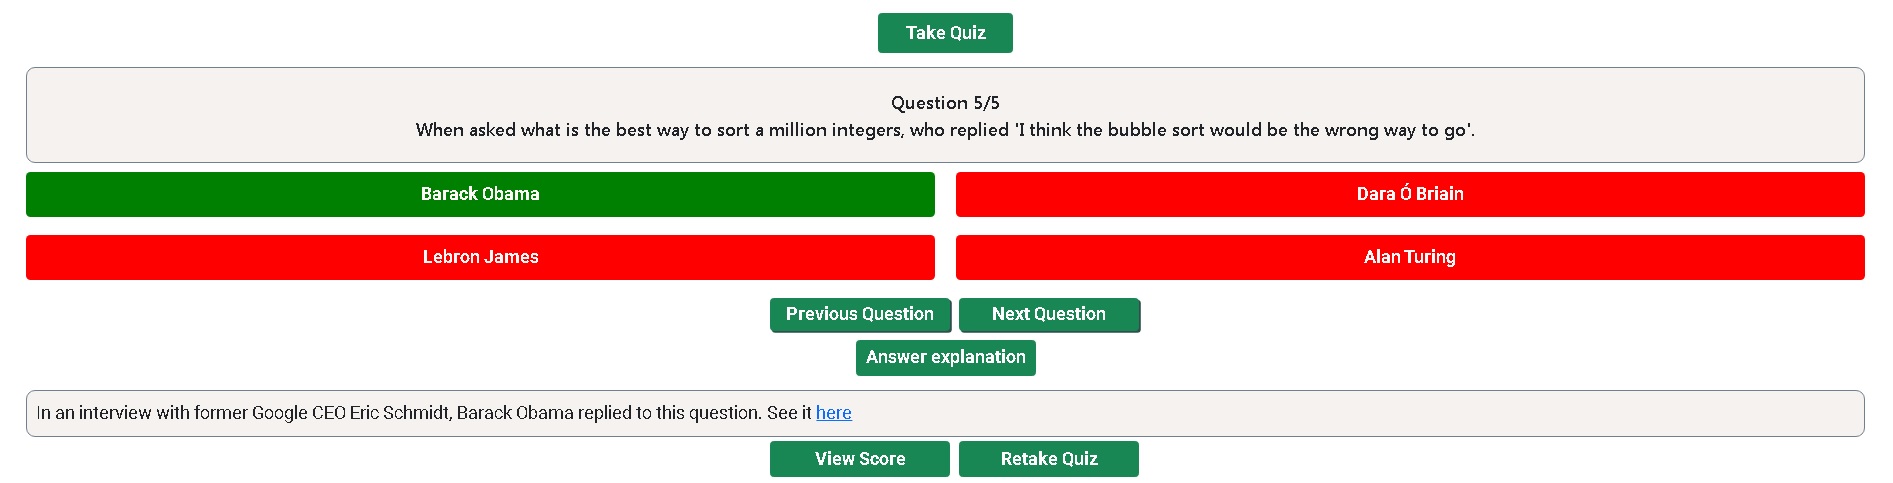 Take Quiz
Question 5/5
When asked what is the best way to sort a million integers, who replied 'I think the bubble sort would be the wrong way to go'.
Barack Obama
Dara Ó Briain
Lebron James
Alan Turing
Previous Question
Next Question
Answer explanation
In an interview with former Google CEO Eric Schmidt, Barack Obama replied to this question. See it here
View Score
Retake Quiz